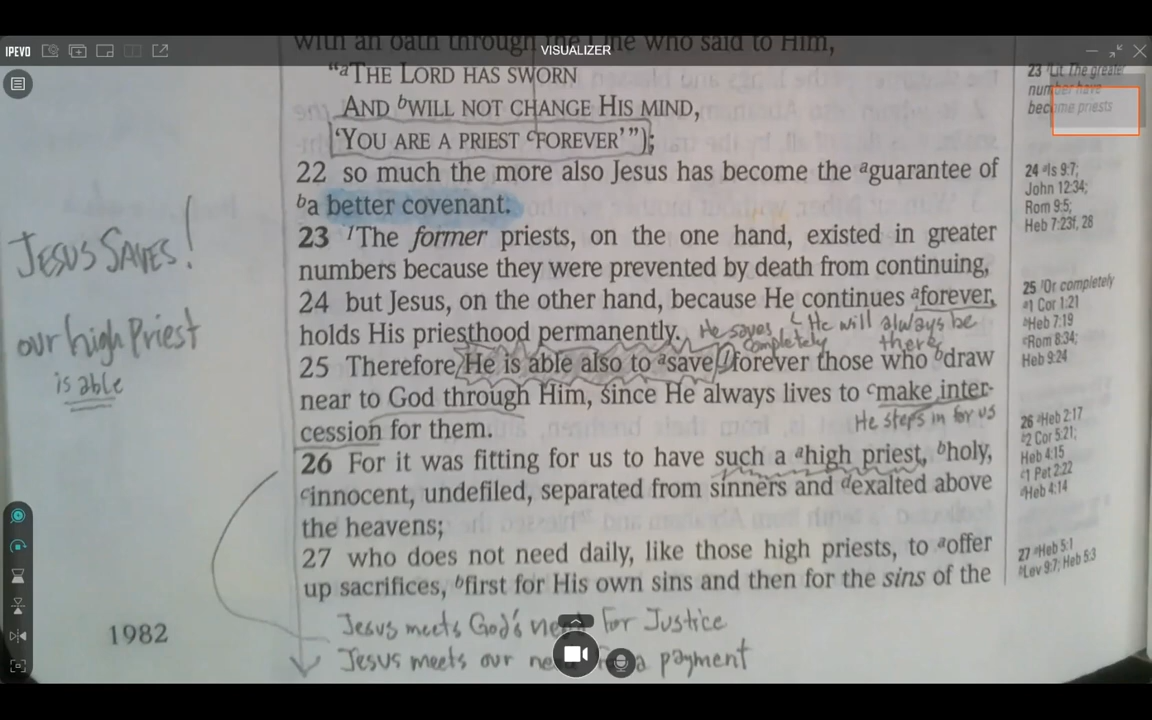 IPEVO
VISUALIZER
with an oath through the One who said to Him,
"aTHE LORD HAS SWORN
AND bWILL NOT CHANGE HIS MIND,
'YOU ARE A PRIEST cFOREVER'");
22 so much the more also Jesus has become the aguarantee of
ba better covenant.
23 1The former priests, on the one hand, existed in greater
numbers because they were prevented by death from continuing,
24 but Jesus, on the other hand, because He continues aforever,
holds His priesthood permanently.
He saves completely
He will always be there
25 Therefore He is able also to asave 1forever those who bdraw
near to God through Him, since He always lives to cmake inter-
He steps in for us
cession for them.
26 For it was fitting for us to have such a ahigh priest, bholy,
cinnocent, undefiled, separated from sinners and dexalted above
the heavens;
27 who does not need daily, like those high priests, to aoffer
up sacrifices, bfirst for His own sins and then for the sins of the
Jesus meets God's need for Justice
Jesus meets our need a payment
JESUS SAVES!
our high Priest
is able
1982
23 1Lit The greater
number have
become priests
24 aIs 9:7;
John 12:34;
Rom 9:5;
Heb 7:23f, 28
25 1Or completely
a1 Cor 1:21
bHeb 7:19
cRom 8:34;
Heb 9:24
26 aHeb 2:17
b2 Cor 5:21;
Heb 4:15
c1 Pet 2:22
dHeb 4:14
27 aHeb 5:1
bLev 9:7; Heb 5:3